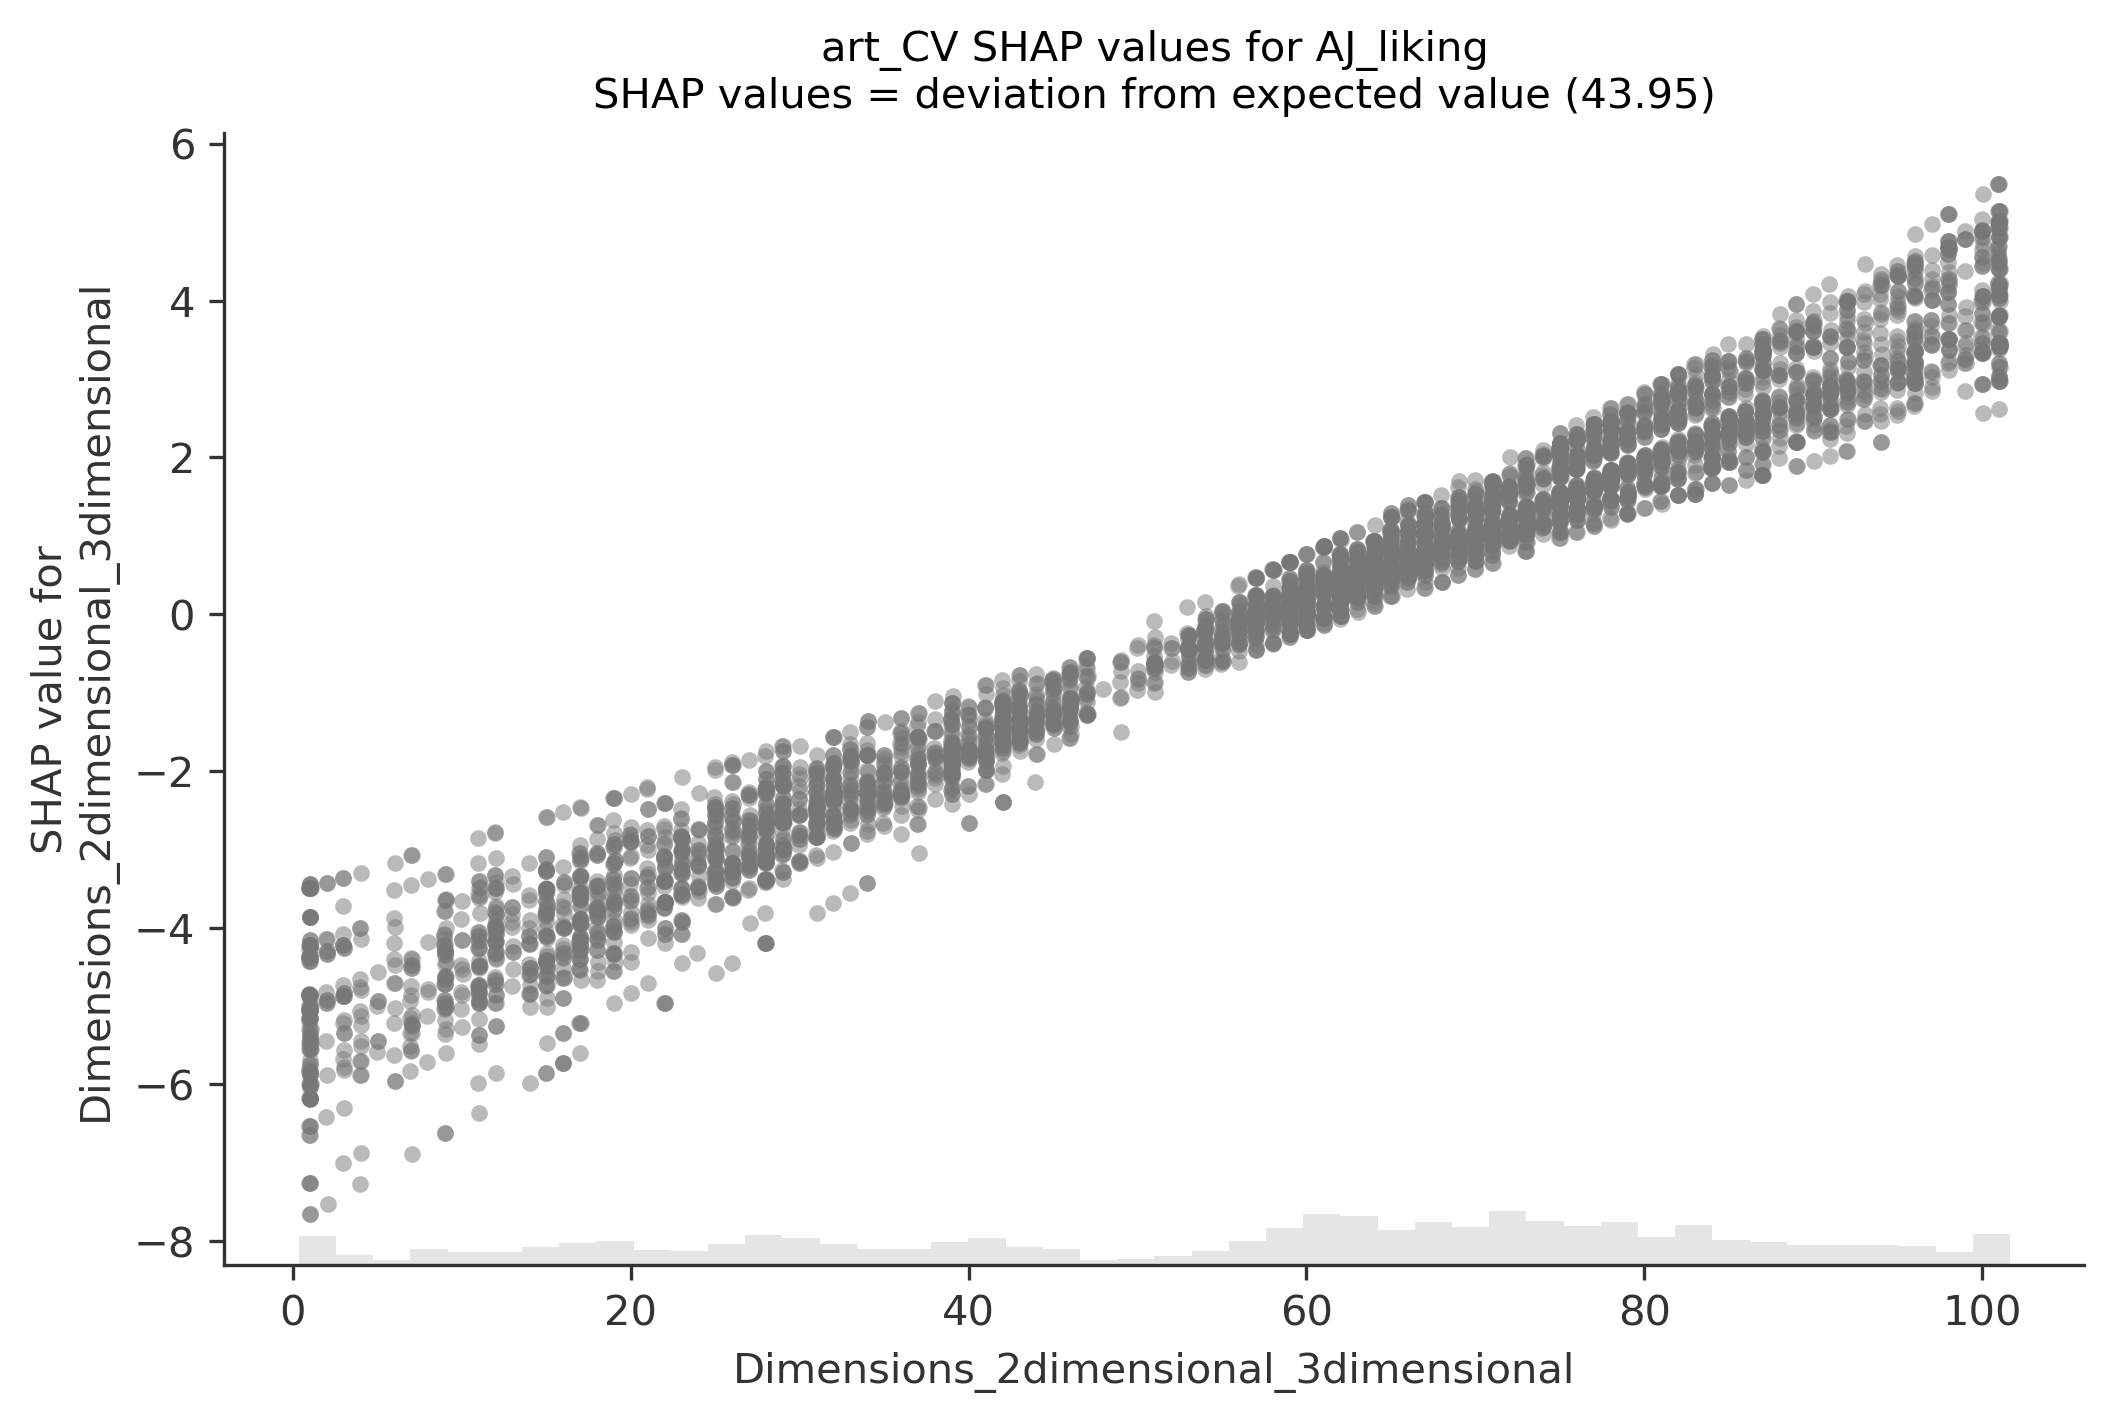 art_CV SHAP values for AJ_liking
SHAP values = deviation from expected value (43.95)
6
4
2
0
−2
−4
−6
−8
SHAP value for
Dimensions_2dimensional_3dimensional
0
20
40
60
80
100
Dimensions_2dimensional_3dimensional